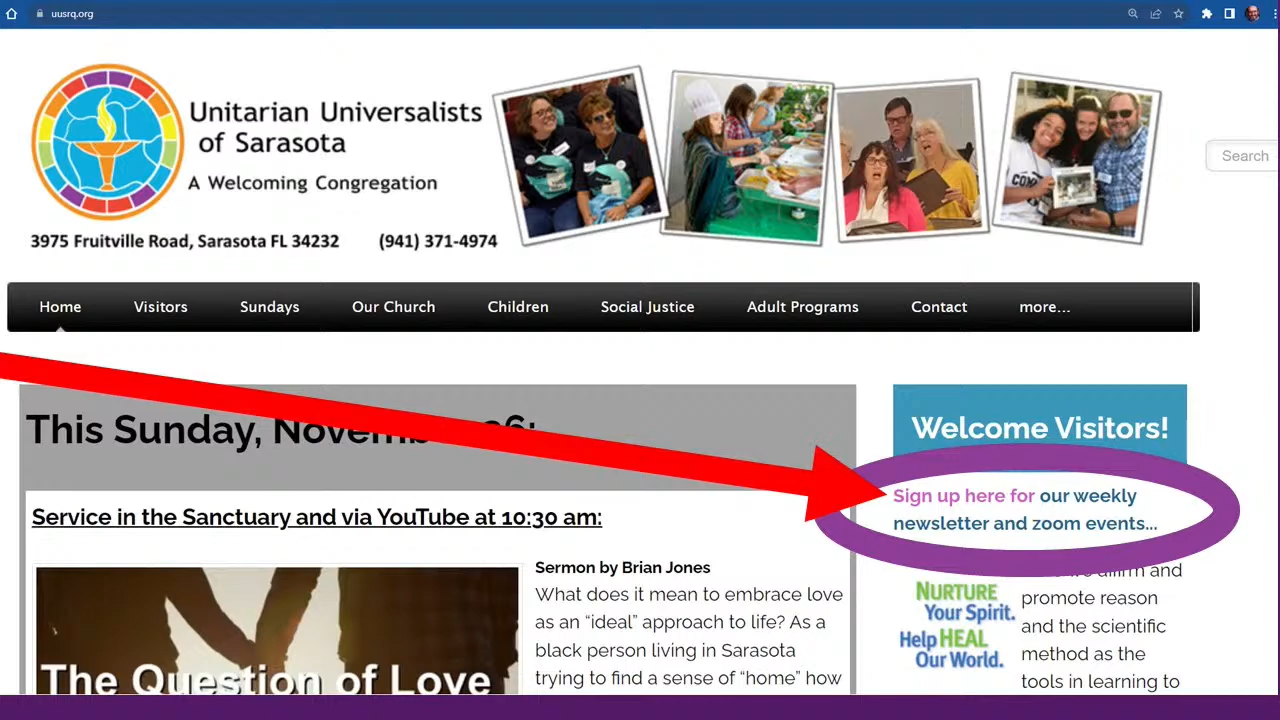 uusrq.org
Unitarian Universalists
of Sarasota
A Welcoming Congregation
3975 Fruitville Road, Sarasota FL 34232 (941) 371-4974
Search
Home Visitors Sundays Our Church Children Social Justice Adult Programs Contact more...
This Sunday,
Service in the Sanctuary and via YouTube at 10:30 am:
Sermon by Brian Jones
What does it mean to embrace love
as an “ideal” approach to life? As a
black person living in Sarasota
trying to find a sense of “home” how
The Question of Love
Welcome Visitors!
Sign up here for our weekly
newsletter and zoom events...
affirm and
NURTURE
Your Spirit.
Help HEAL
Our World.
promote reason
and the scientific
method as the
tools in learning to